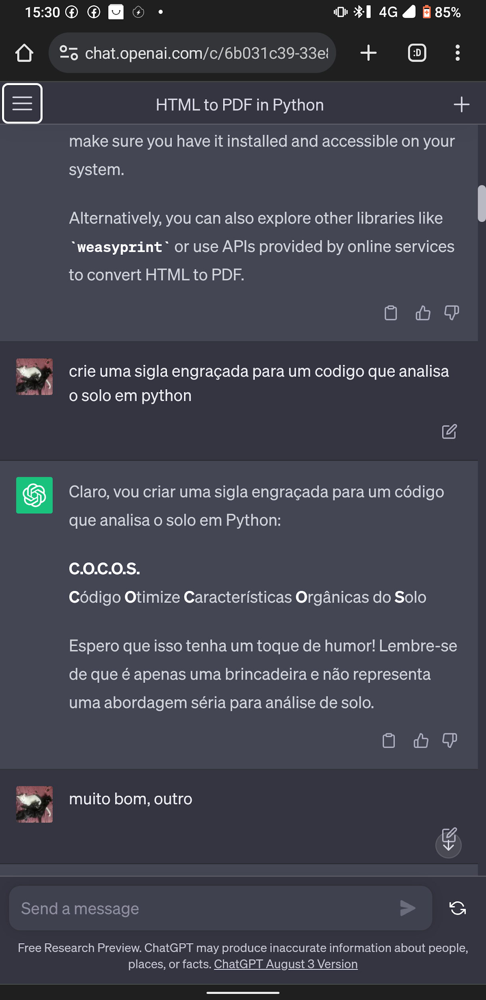 15:30
4G
85%
chat.openai.com/c/6b031c39-33e
:D
HTML to PDF in Python
make sure you have it installed and accessible on your
system.
Alternatively, you can also explore other libraries like
`weasyprint` or use APIs provided by online services
to convert HTML to PDF.
crie uma sigla engraçada para um codigo que analisa
o solo em python
Claro, vou criar uma sigla engraçada para um código
que analisa o solo em Python:
C.O.C.O.S.
Código Otimize Características Orgânicas do Solo
Espero que isso tenha um toque de humor! Lembre-se
de que é apenas uma brincadeira e não representa
uma abordagem séria para análise de solo.
muito bom, outro
Send a message
Free Research Preview. ChatGPT may produce inaccurate information about people,
places, or facts. ChatGPT August 3 Version